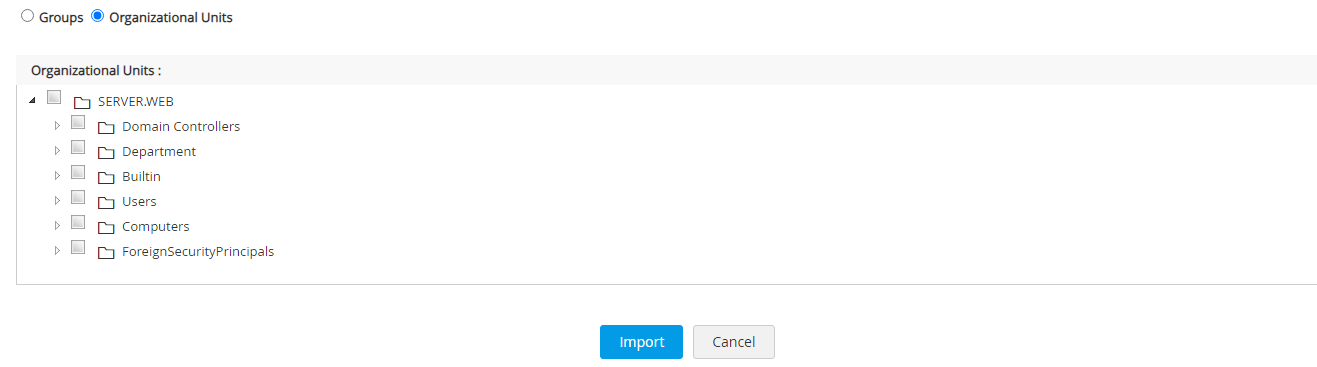 Groups Organizational Units
Organizational Units :
SERVER.WEB
Domain Controllers
Department
Builtin
Users
Computers
ForeignSecurityPrincipals
Import Cancel